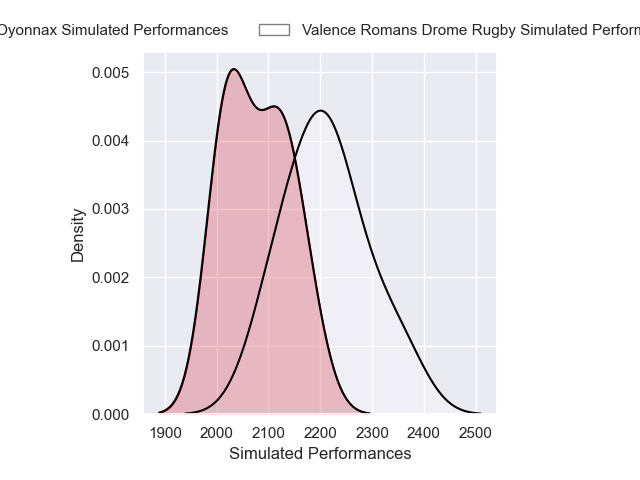 Oyonnax Simulated Performances
Valence Romans Drome Rugby Simulated
0.005
0.004
0.003
0.002
0.001
0.000
Density
1900 2000 2100 2200 2300 2400 2500
Simulated Performances